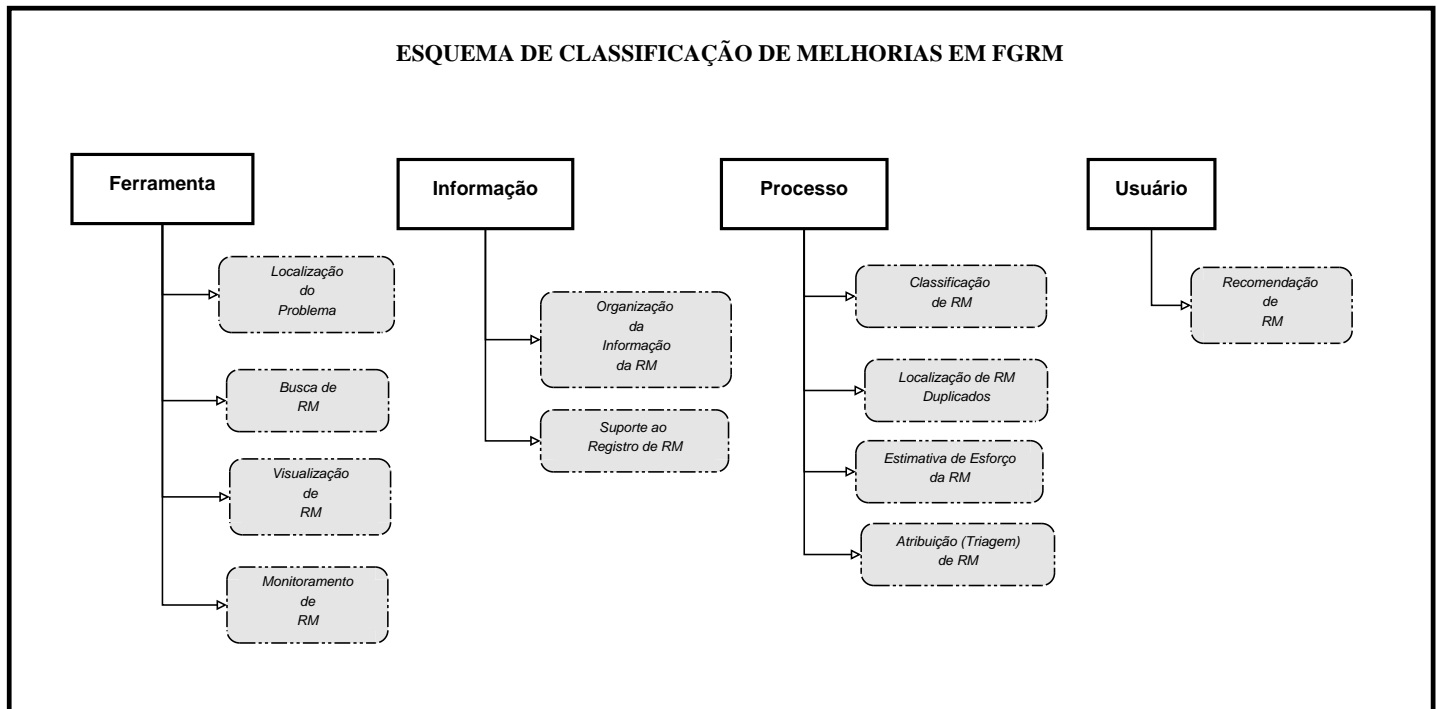 ESQUEMA DE CLASSIFICAÇÃO DE MELHORIAS EM FGRM
Ferramenta
Localização
do
Problema
Busca de
RM
Visualização
de
RM
Monitoramento
de
RM
Informação
Organização
da
Informação
da RM
Suporte ao
Registro de RM
Processo
Classificação
de RM
Localização de RM
Duplicados
Estimativa de Esforço
da RM
Atribuição (Triagem)
de RM
Usuário
Recomendação
de
RM